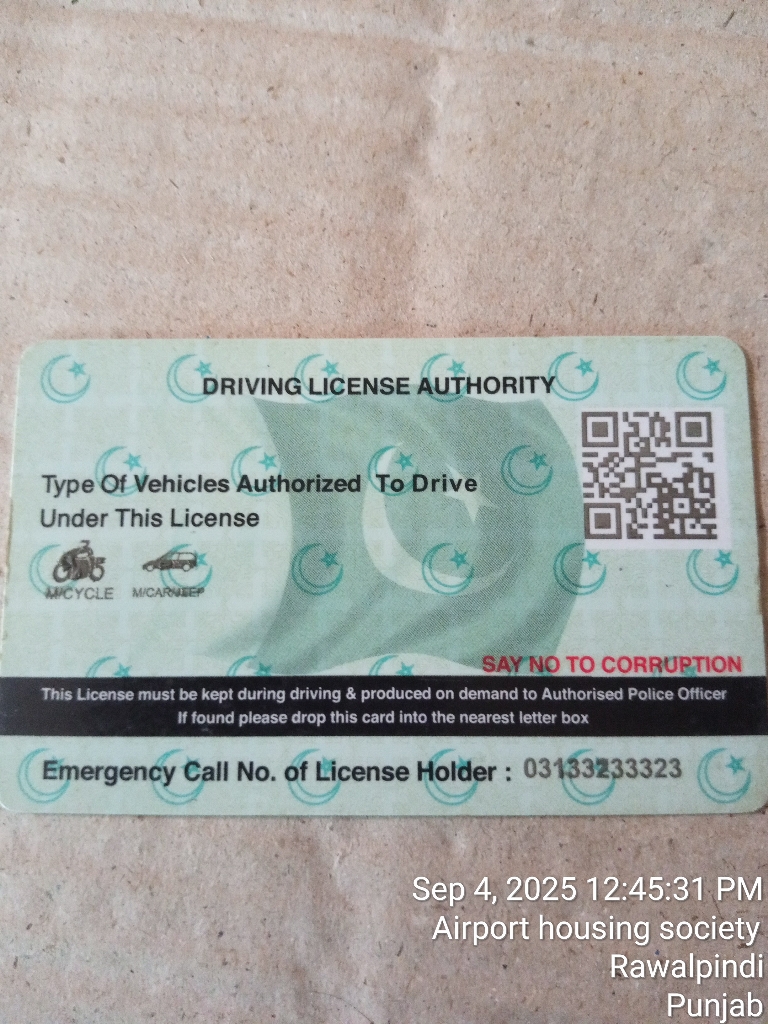 DRIVING LICENSE AUTHORITY
Type Of Vehicles Authorized To Drive
Under This License
M/CYCLE M/CAR/JEEP
SAY NO TO CORRUPTION
This License must be kept during driving & produced on demand to Authorised Police Officer
If found please drop this card into the nearest letter box
Emergency Call No. of License Holder : 03133233323
Sep 4, 2025 12:45:31 PM
Airport housing society
Rawalpindi
Punjab